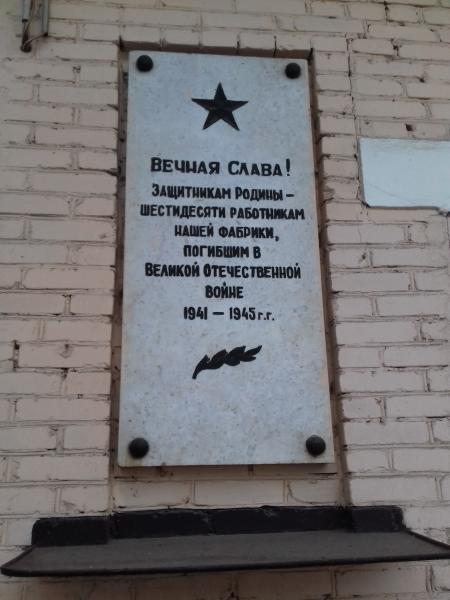 Вечная Слава!
Защитникам Родины —
шестидесяти работникам
нашей фабрики,
погибшим в
Великой Отечественной
войне
1941 — 1945 г.г.